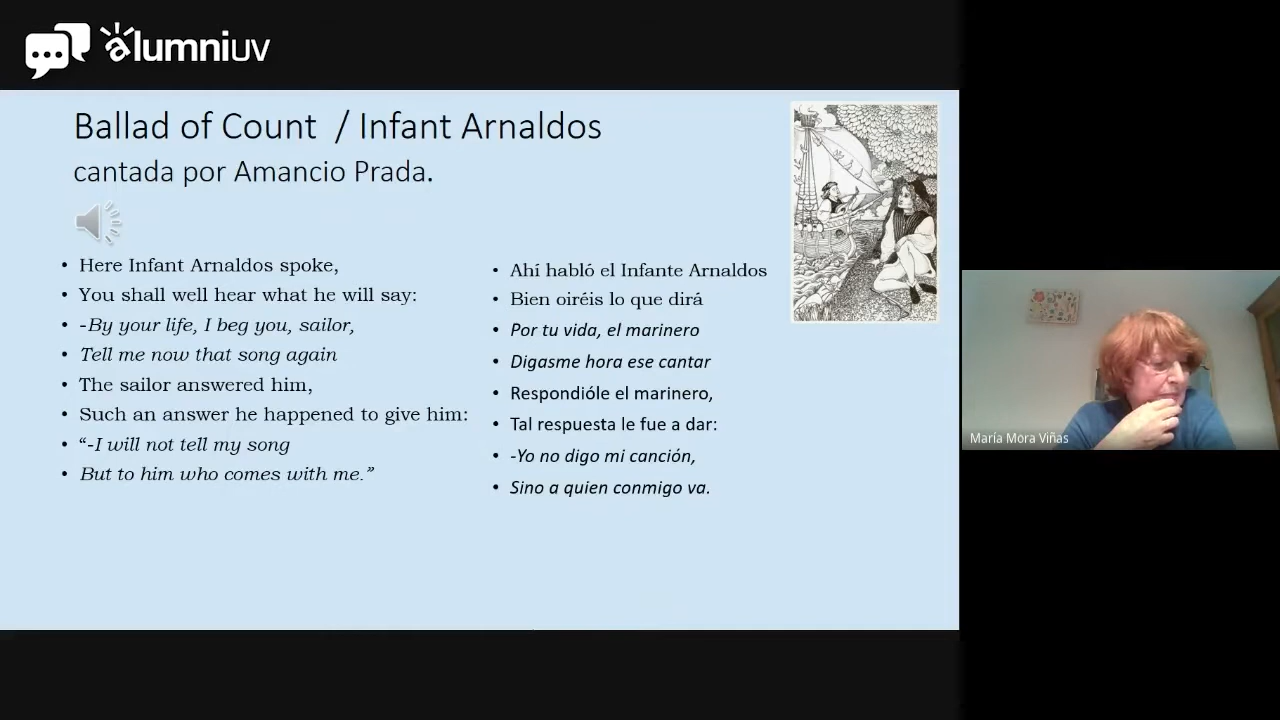 alumniuv
Ballad of Count / Infant Arnaldos
cantada por Amancio Prada.
• Here Infant Arnaldos spoke,
• You shall well hear what he will say:
• -By your life, I beg you, sailor,
• Tell me now that song again
• The sailor answered him,
• Such an answer he happened to give him:
• “-I will not tell my song
• But to him who comes with me.”
• Ahí habló el Infante Arnaldos
• Bien oiréis lo que dirá
• Por tu vida, el marinero
• Digasme hora ese cantar
• Respondióle el marinero,
• Tal respuesta le fue a dar:
• -Yo no digo mi canción,
• Sino a quien conmigo va.
María Mora Viñas